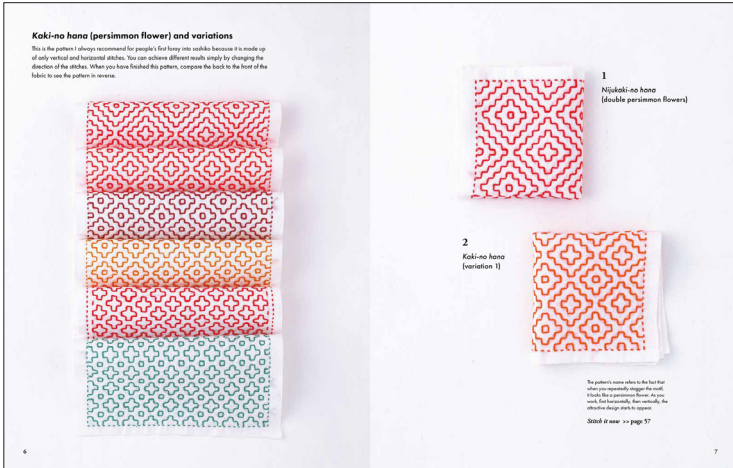 Kaki-no hana (persimmon flower) and variations
This is the pattern I always recommend for people's first foray into sashiko because it is made up
of only vertical and horizontal stitches. You can achieve different results simply by changing the
direction of the stitches. When you have finished this pattern, compare the back to the front of the
fabric to see the pattern in reverse.
6
1
Nijukaki-no hana
(double persimmon flowers)
2
Kaki-no hana
(variation 1)
The pattern's name refers to the fact that
when you repeatedly stagger the motif,
it looks like a persimmon flower. As you
work, first horizontally, then vertically, the
attractive design starts to appear.
Stitch it now >> page 57
7